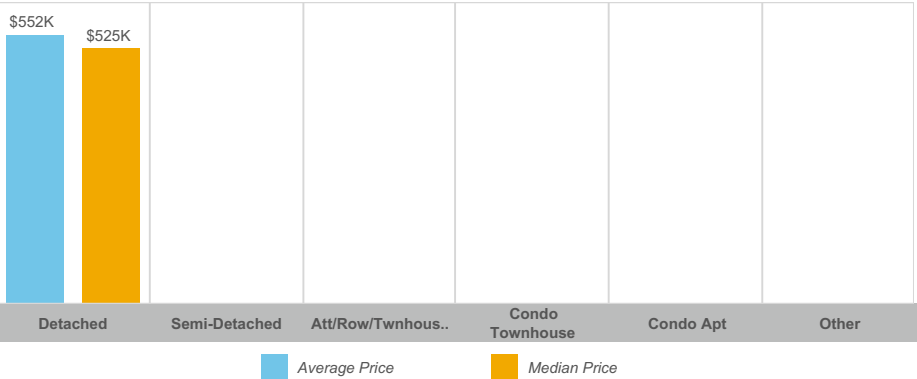 $552K
$525K
Detached
Semi-Detached
Att/Row/Twnhous..
Condo
Townhouse
Condo Apt
Other
Average Price
Median Price